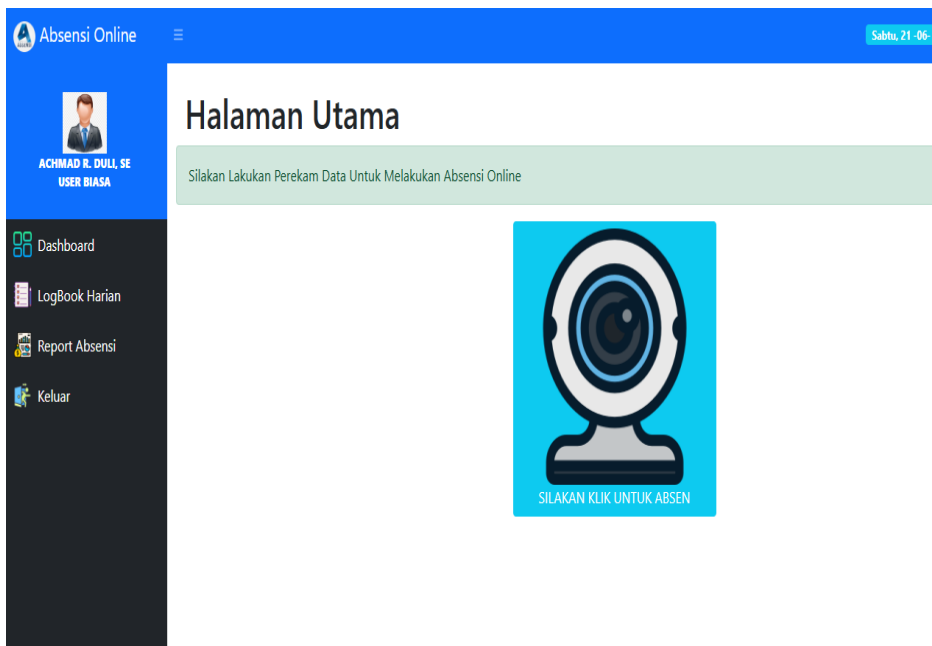 Absensi Online
Sabtu, 21 -06-
ACHMAD R. DULI, SE
USER BIASA
Dashboard
LogBook Harian
Report Absensi
Keluar
Halaman Utama
Silakan Lakukan Perekam Data Untuk Melakukan Absensi Online
SILAKAN KLIK UNTUK ABSEN